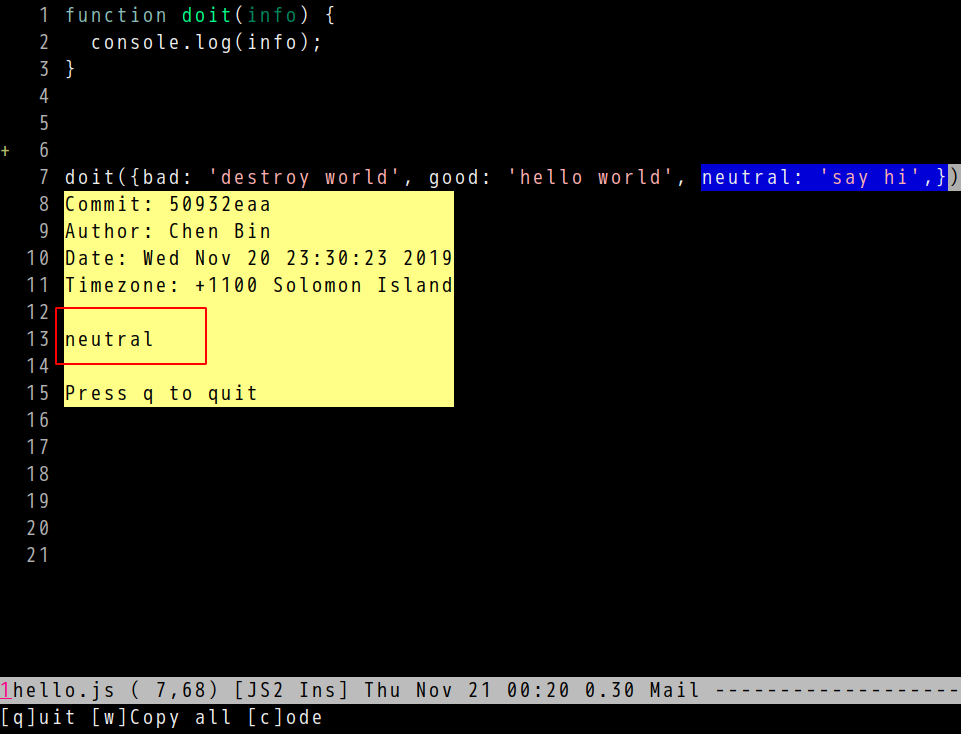 1 function doit(info) {
2   console.log(info);
3 }
4
5
+ 6
7 doit({bad: 'destroy world', good: 'hello world', neutral: 'say hi',})
8 Commit: 50932eaa
9 Author: Chen Bin
10 Date: Wed Nov 20 23:30:23 2019
11 Timezone: +1100 Solomon Island
12
13 neutral
14
15 Press q to quit
16
17
18
19
20
21
1hello.js ( 7,68) [JS2 Ins] Thu Nov 21 00:20 0.30 Mail -------------------
[q]uit [w]Copy all [c]ode